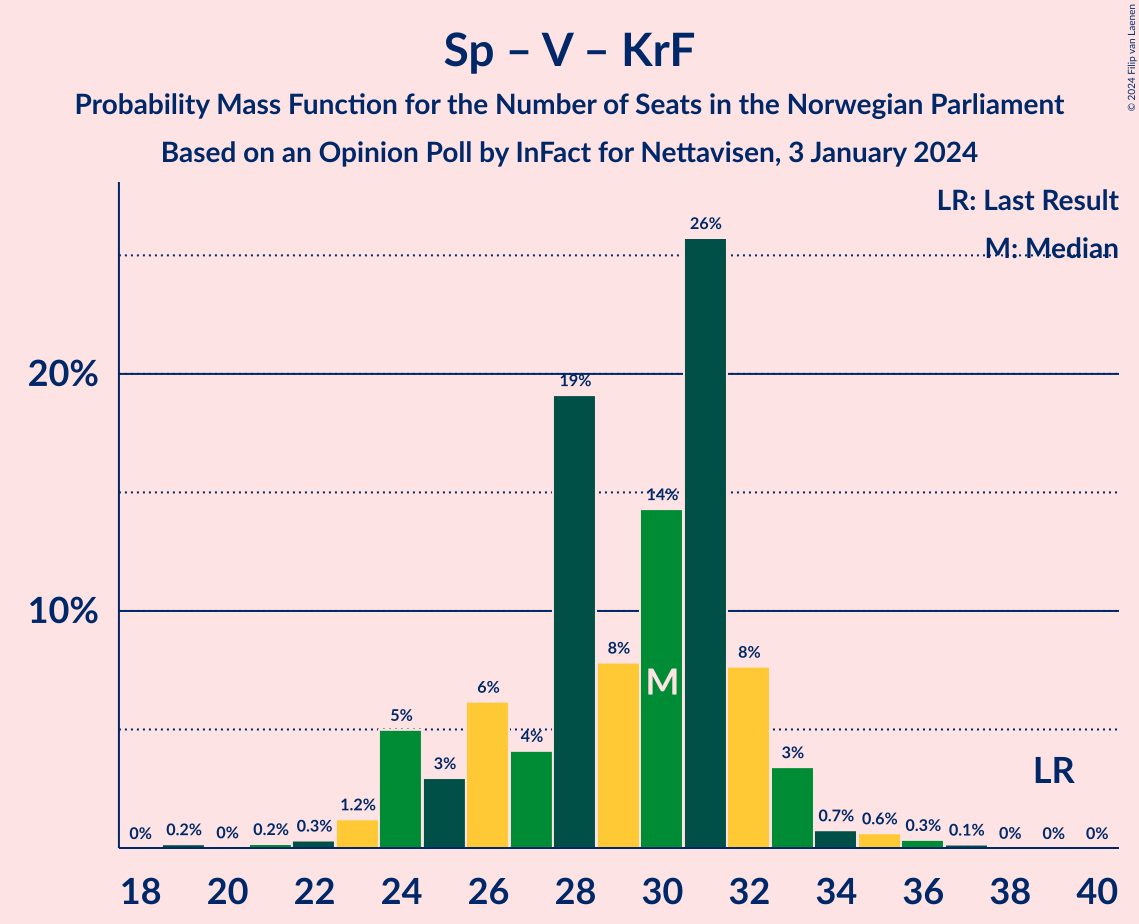 Sp – V – KrF
Probability Mass Function for the Number of Seats in the Norwegian Parliament
Based on an Opinion Poll by InFact for Nettavisen, 3 January 2024
© 2024 Filip van Laenen
LR: Last Result
M: Median
20%
10%
0%
0.2%
0%
0.2%
0.3%
1.2%
5%
3%
6%
4%
19%
8%
14%
26%
8%
3%
0.7%
0.6%
0.3%
0.1%
0%
0%
0%
M
LR
18 20 22 24 26 28 30 32 34 36 38 40